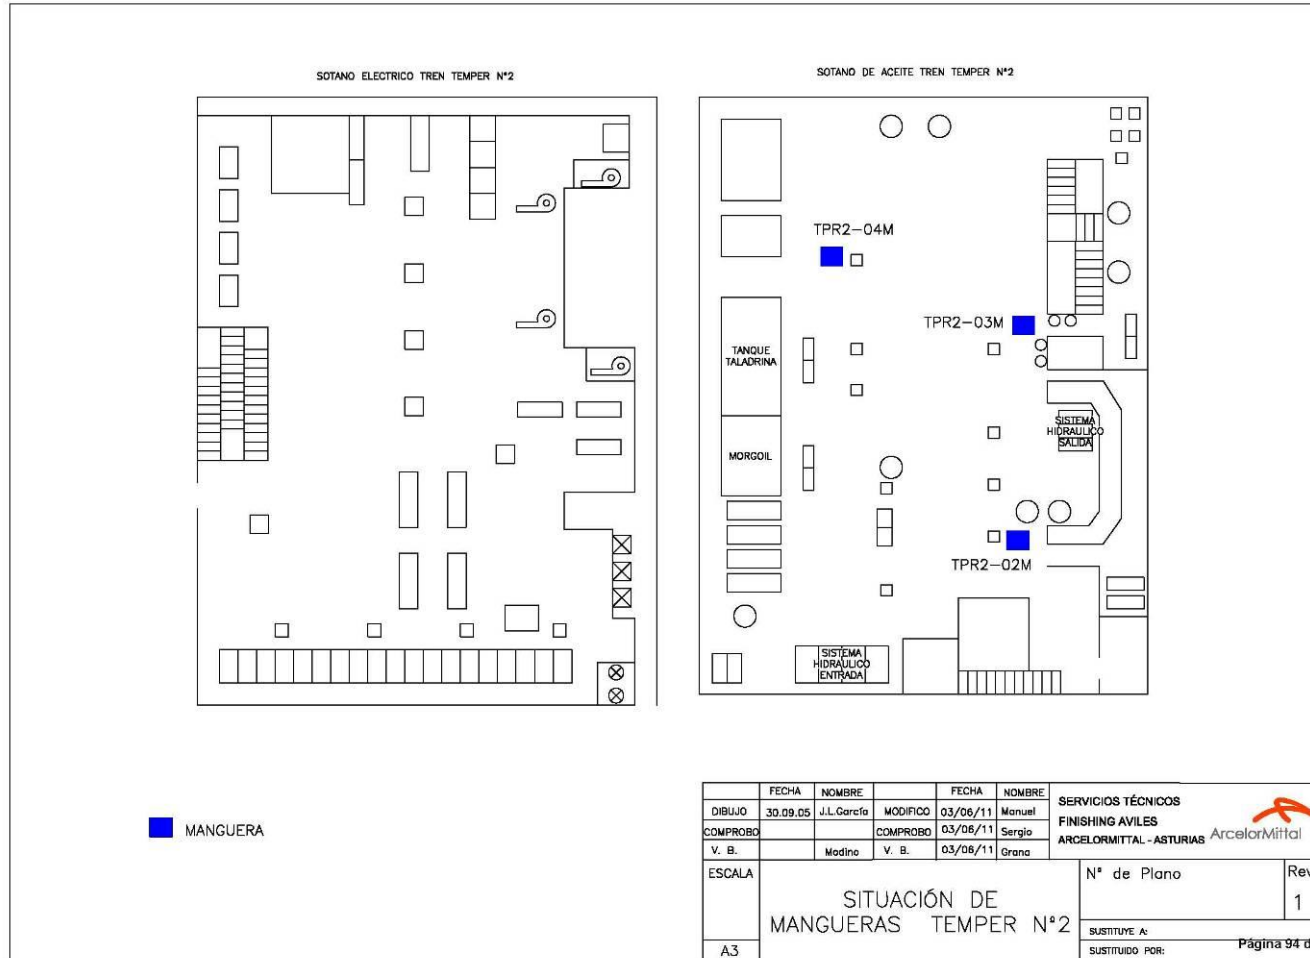 SOTANO ELECTRICO TREN TEMPER Nº2
SOTANO DE ACEITE TREN TEMPER Nº2
TPR2-04M
TPR2-03M
TANQUE
TALADRINA
SISTEMA
HIDRAULICO
SALIDA
MORGOIL
TPR2-02M
SISTEMA
HIDRAULICO
ENTRADA
MANGUERA
FECHA NOMBRE FECHA NOMBRE
DIBUJO 30.09.05 J.L.García MODIFICO 03/06/11 Manuel
COMPROBO COMPROBO 03/06/11 Sergio
V. B. Modino V. B. 03/06/11 Grana
SERVICIOS TÉCNICOS
FINISHING AVILES
ARCELORMITTAL - ASTURIAS
ArcelorMittal
ESCALA
A3
SITUACIÓN DE
MANGUERAS TEMPER Nº2
Nº de Plano
Rev
1
SUSTITUYE A:
SUSTITUIDO POR:
Página 94 d